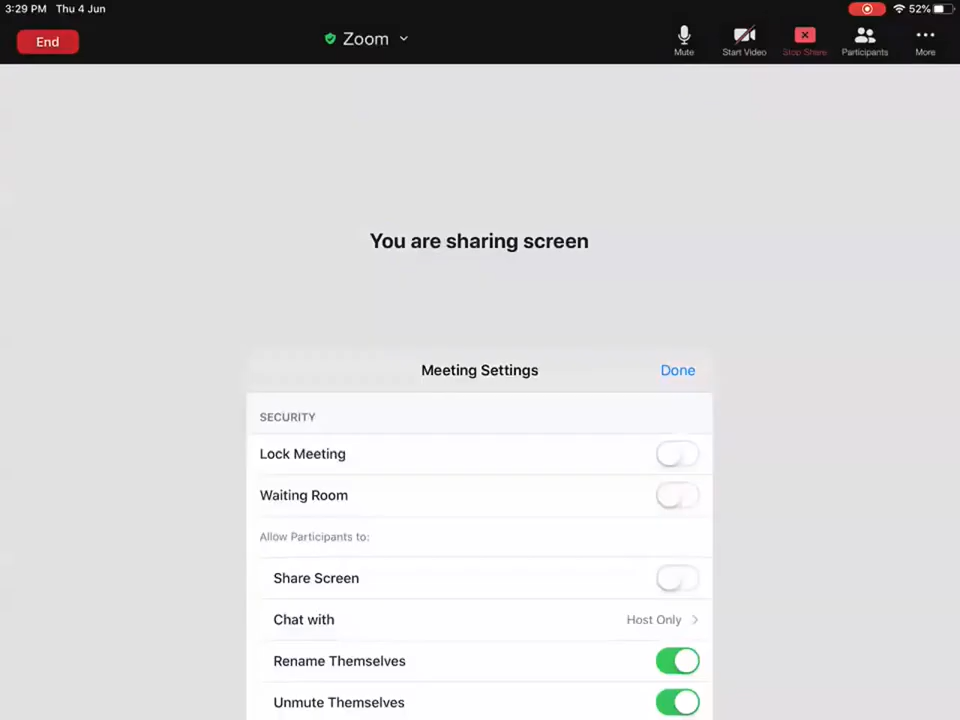 3:29 PM Thu 4 Jun 52%
End Zoom Mute Start Video Stop Share Participants More
You are sharing screen
Meeting Settings Done
SECURITY
Lock Meeting
Waiting Room
Allow Participants to:
Share Screen
Chat with Host Only
Rename Themselves
Unmute Themselves